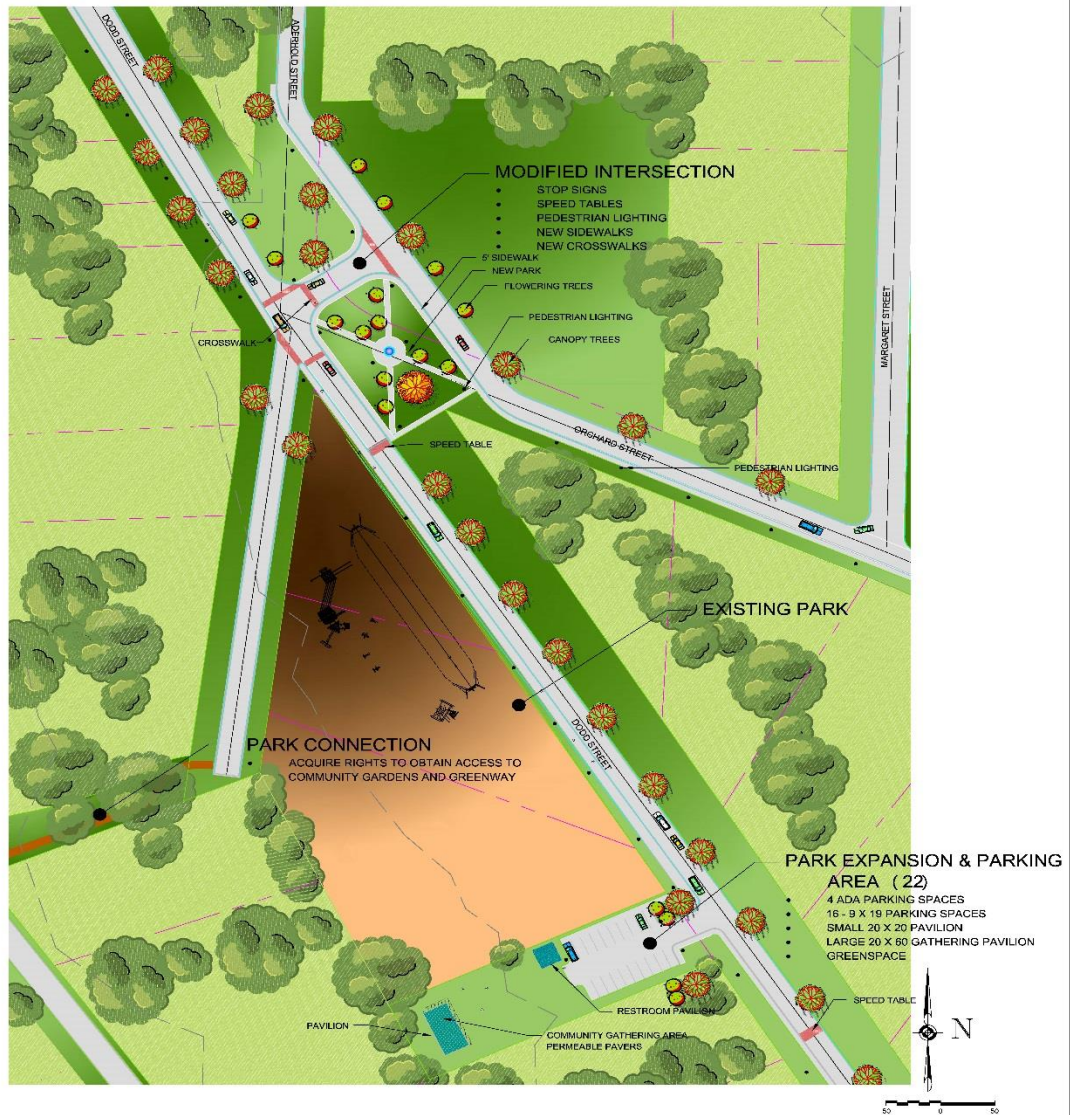 DODD STREET
ADERHOLD STREET
MODIFIED INTERSECTION
• STOP SIGNS
• SPEED TABLES
• PEDESTRIAN LIGHTING
• NEW SIDEWALKS
• NEW CROSSWALKS
5' SIDEWALK
NEW PARK
FLOWERING TREES
PEDESTRIAN LIGHTING
CANOPY TREES
CROSSWALK
MARGARET STREET
SPEED TABLE
ORCHARD STREET
PEDESTRIAN LIGHTING
EXISTING PARK
DODD STREET
PARK CONNECTION
ACQUIRE RIGHTS TO OBTAIN ACCESS TO
COMMUNITY GARDENS AND GREENWAY
PARK EXPANSION & PARKING
AREA (22)
• 4 ADA PARKING SPACES
• 16 - 9 X 19 PARKING SPACES
• SMALL 20 X 20 PAVILION
• LARGE 20 X 60 GATHERING PAVILION
• GREENSPACE
SPEED TABLE
RESTROOM PAVILION
PAVILION
COMMUNITY GATHERING AREA
PERMEABLE PAVERS
N
50 0 50